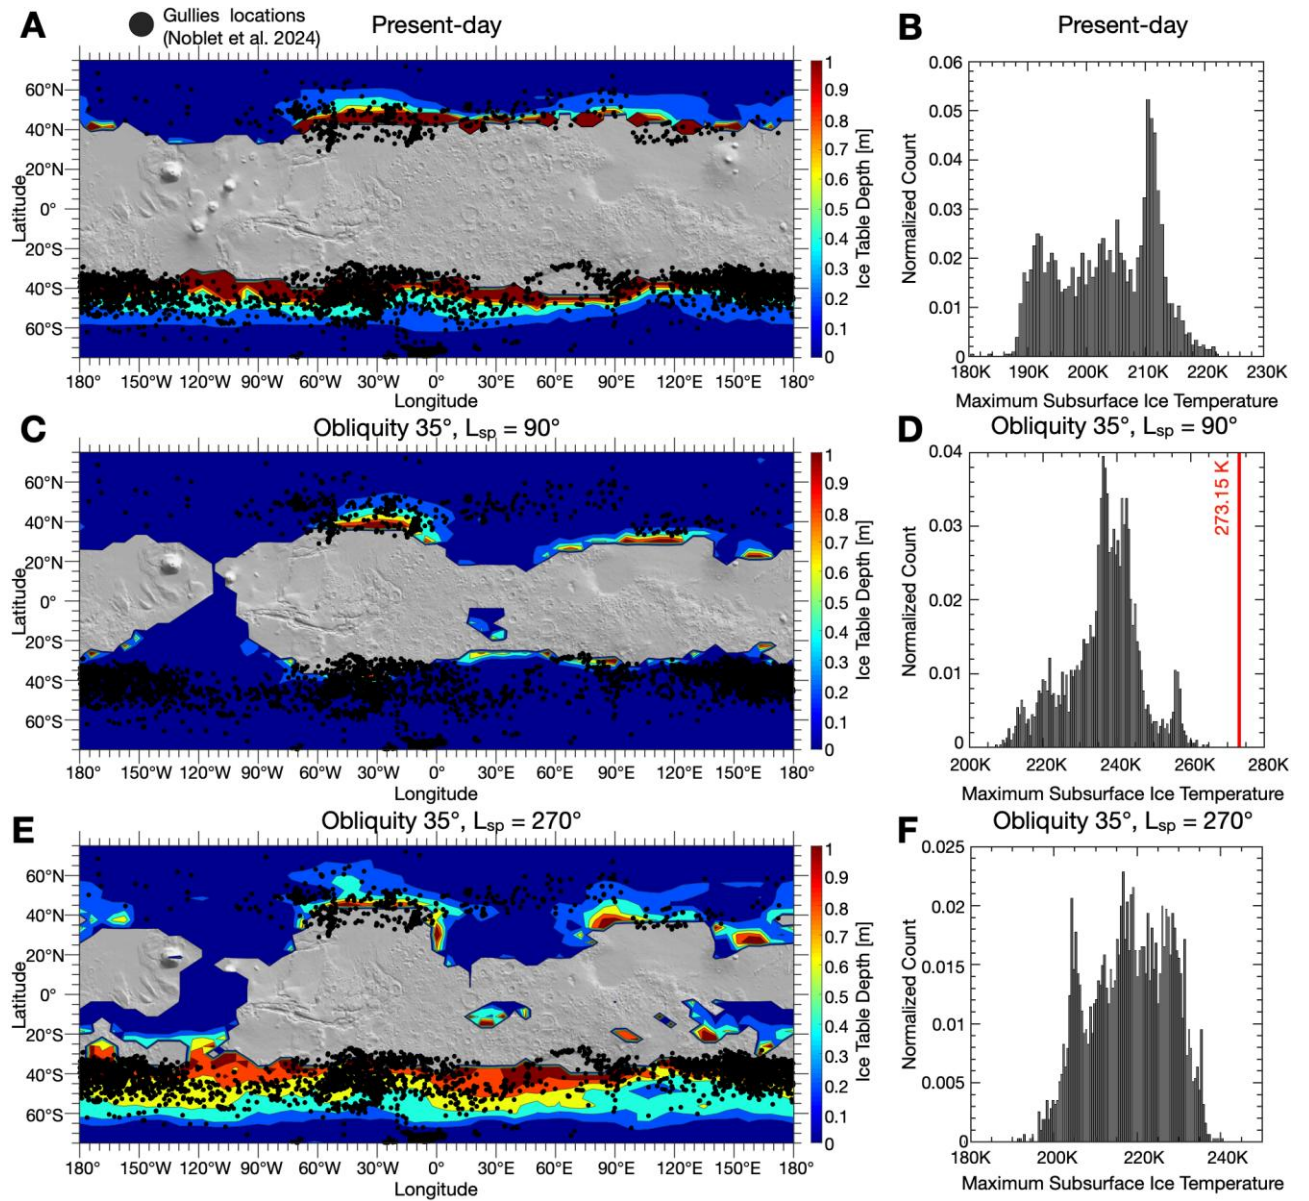 Gullies locations
(Noblet et al. 2024)
A
Present-day
60°N
40°N
20°N
0°
20°S
40°S
60°S
Latitude
180° 150°W 120°W 90°W 60°W 30°W 0° 30°E 60°E 90°E 120°E 150°E 180°
Longitude
1
0.9
0.8
0.7
0.6
0.5
0.4
0.3
0.2
0.1
0
Ice Table Depth [m]
B
Present-day
0.06
0.05
0.04
0.03
0.02
0.01
0
Normalized Count
180K 190K 200K 210K 220K 230K
Maximum Subsurface Ice Temperature
C
Obliquity 35°, Lsp = 90°
60°N
40°N
20°N
0°
20°S
40°S
60°S
Latitude
180° 150°W 120°W 90°W 60°W 30°W 0° 30°E 60°E 90°E 120°E 150°E 180°
Longitude
1
0.9
0.8
0.7
0.6
0.5
0.4
0.3
0.2
0.1
0
Ice Table Depth [m]
D
Obliquity 35°, Lsp = 90°
0.04
0.03
0.02
0.01
0
Normalized Count
273.15 K
200K 220K 240K 260K 280K
Maximum Subsurface Ice Temperature
E
Obliquity 35°, Lsp = 270°
60°N
40°N
20°N
0°
20°S
40°S
60°S
Latitude
180° 150°W 120°W 90°W 60°W 30°W 0° 30°E 60°E 90°E 120°E 150°E 180°
Longitude
1
0.9
0.8
0.7
0.6
0.5
0.4
0.3
0.2
0.1
0
Ice Table Depth [m]
F
Obliquity 35°, Lsp = 270°
0.025
0.02
0.015
0.01
0.005
0
Normalized Count
180K 200K 220K 240K
Maximum Subsurface Ice Temperature